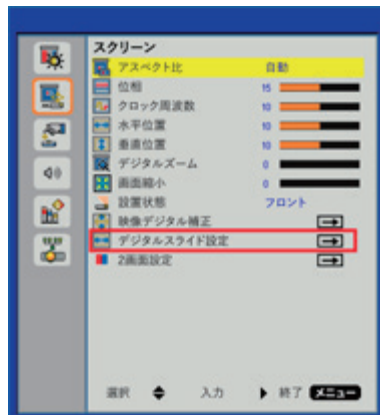 スクリーン
アスペクト比 自動
位相 15
クロック周波数 10
水平位置 10
垂直位置 10
デジタルズーム 0
画面縮小 0
設置状態 フロント
映像デジタル補正
デジタルスライド設定
2画面設定
選択 入力 終了 メニュー